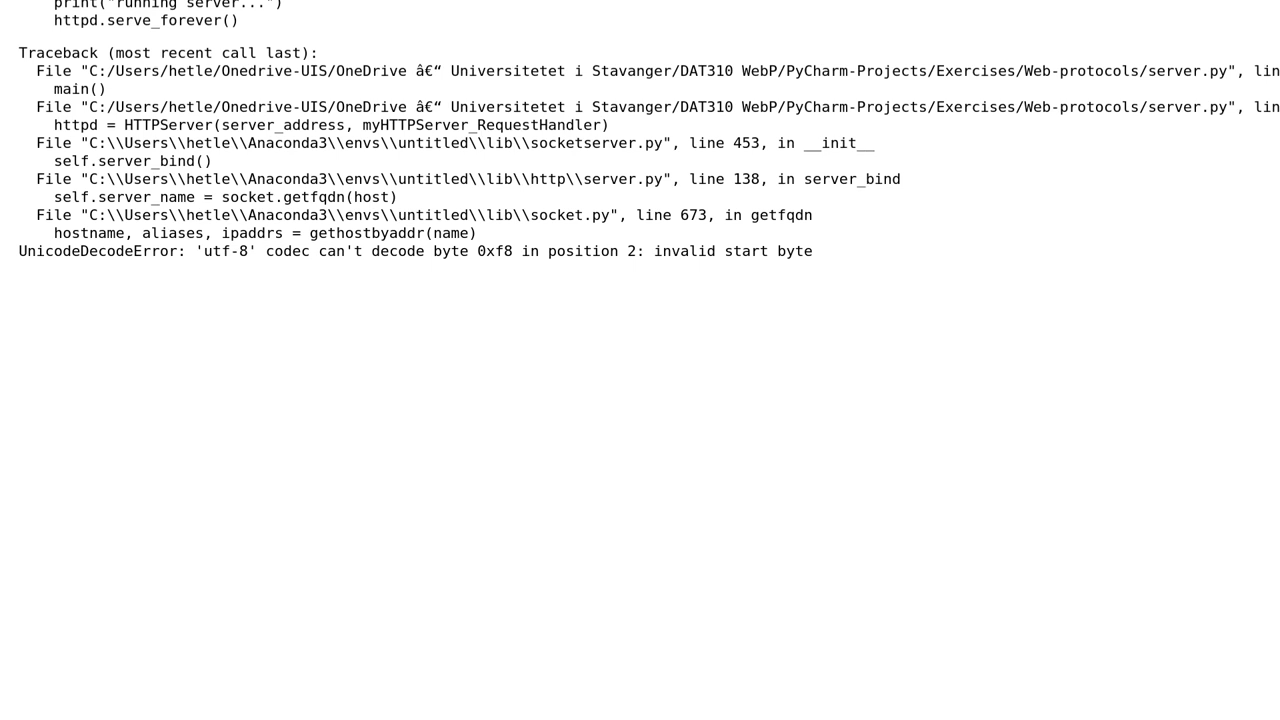 print("running server...")
httpd.serve_forever()
Traceback (most recent call last):
File "C:/Users/hetle/Onedrive-UIS/OneDrive â€“ Universitetet i Stavanger/DAT310 WebP/PyCharm-Projects/Exercises/Web-protocols/server.py", lin
main()
File "C:/Users/hetle/Onedrive-UIS/OneDrive â€“ Universitetet i Stavanger/DAT310 WebP/PyCharm-Projects/Exercises/Web-protocols/server.py", lin
httpd = HTTPServer(server_address, myHTTPServer_RequestHandler)
File "C:\\Users\\hetle\\Anaconda3\\envs\\untitled\\lib\\socketserver.py", line 453, in __init__
self.server_bind()
File "C:\\Users\\hetle\\Anaconda3\\envs\\untitled\\lib\\http\\server.py", line 138, in server_bind
self.server_name = socket.getfqdn(host)
File "C:\\Users\\hetle\\Anaconda3\\envs\\untitled\\lib\\socket.py", line 673, in getfqdn
hostname, aliases, ipaddrs = gethostbyaddr(name)
UnicodeDecodeError: 'utf-8' codec can't decode byte 0xf8 in position 2: invalid start byte